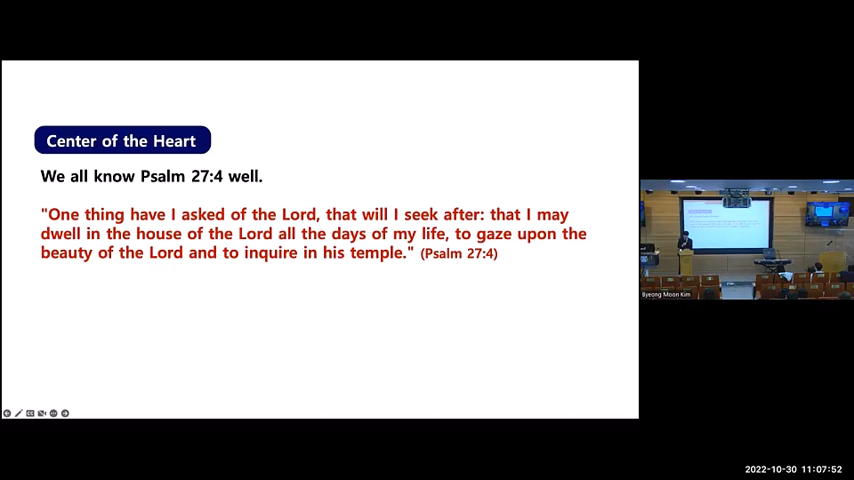 Center of the Heart
We all know Psalm 27:4 well.
"One thing have I asked of the Lord, that will I seek after: that I may
dwell in the house of the Lord all the days of my life, to gaze upon the
beauty of the Lord and to inquire in his temple." (Psalm 27:4)
Byeong Moon Kim
2022-10-30 11:07:52